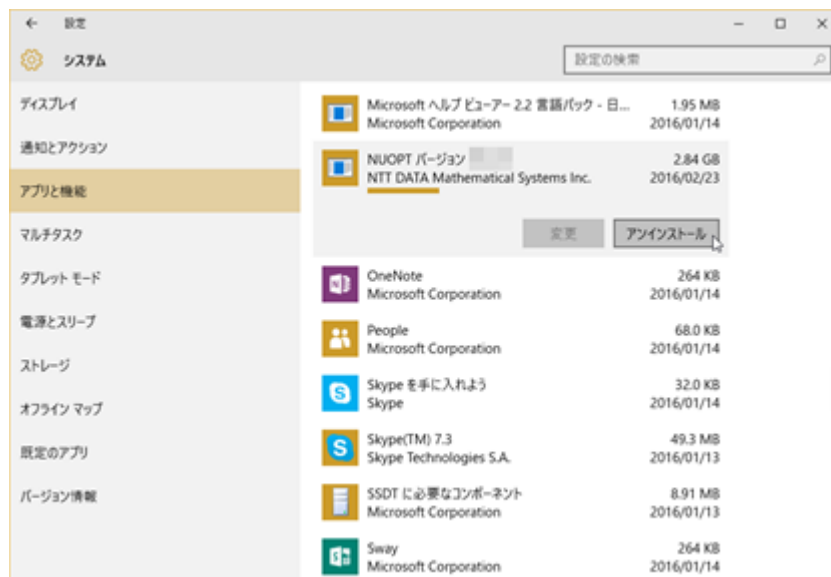 設定
システム
設定の検索
ディスプレイ
通知とアクション
アプリと機能
マルチタスク
タブレット モード
電源とスリープ
ストレージ
オフライン マップ
既定のアプリ
バージョン情報
Microsoft ヘルプ ビューアー 2.2 言語パック - 日... 1.95 MB
Microsoft Corporation 2016/01/14
NUOPT バージョン 2.84 GB
NTT DATA Mathematical Systems Inc. 2016/02/23
変更 アンインストール
OneNote 264 KB
Microsoft Corporation 2016/01/14
People 68.0 KB
Microsoft Corporation 2016/01/14
Skype を手に入れよう 32.0 KB
Skype 2016/01/14
Skype(TM) 7.3 49.3 MB
Skype Technologies S.A. 2016/01/13
SSDT に必要なコンポーネント 8.91 MB
Microsoft Corporation 2016/01/13
Sway 264 KB
Microsoft Corporation 2016/01/14